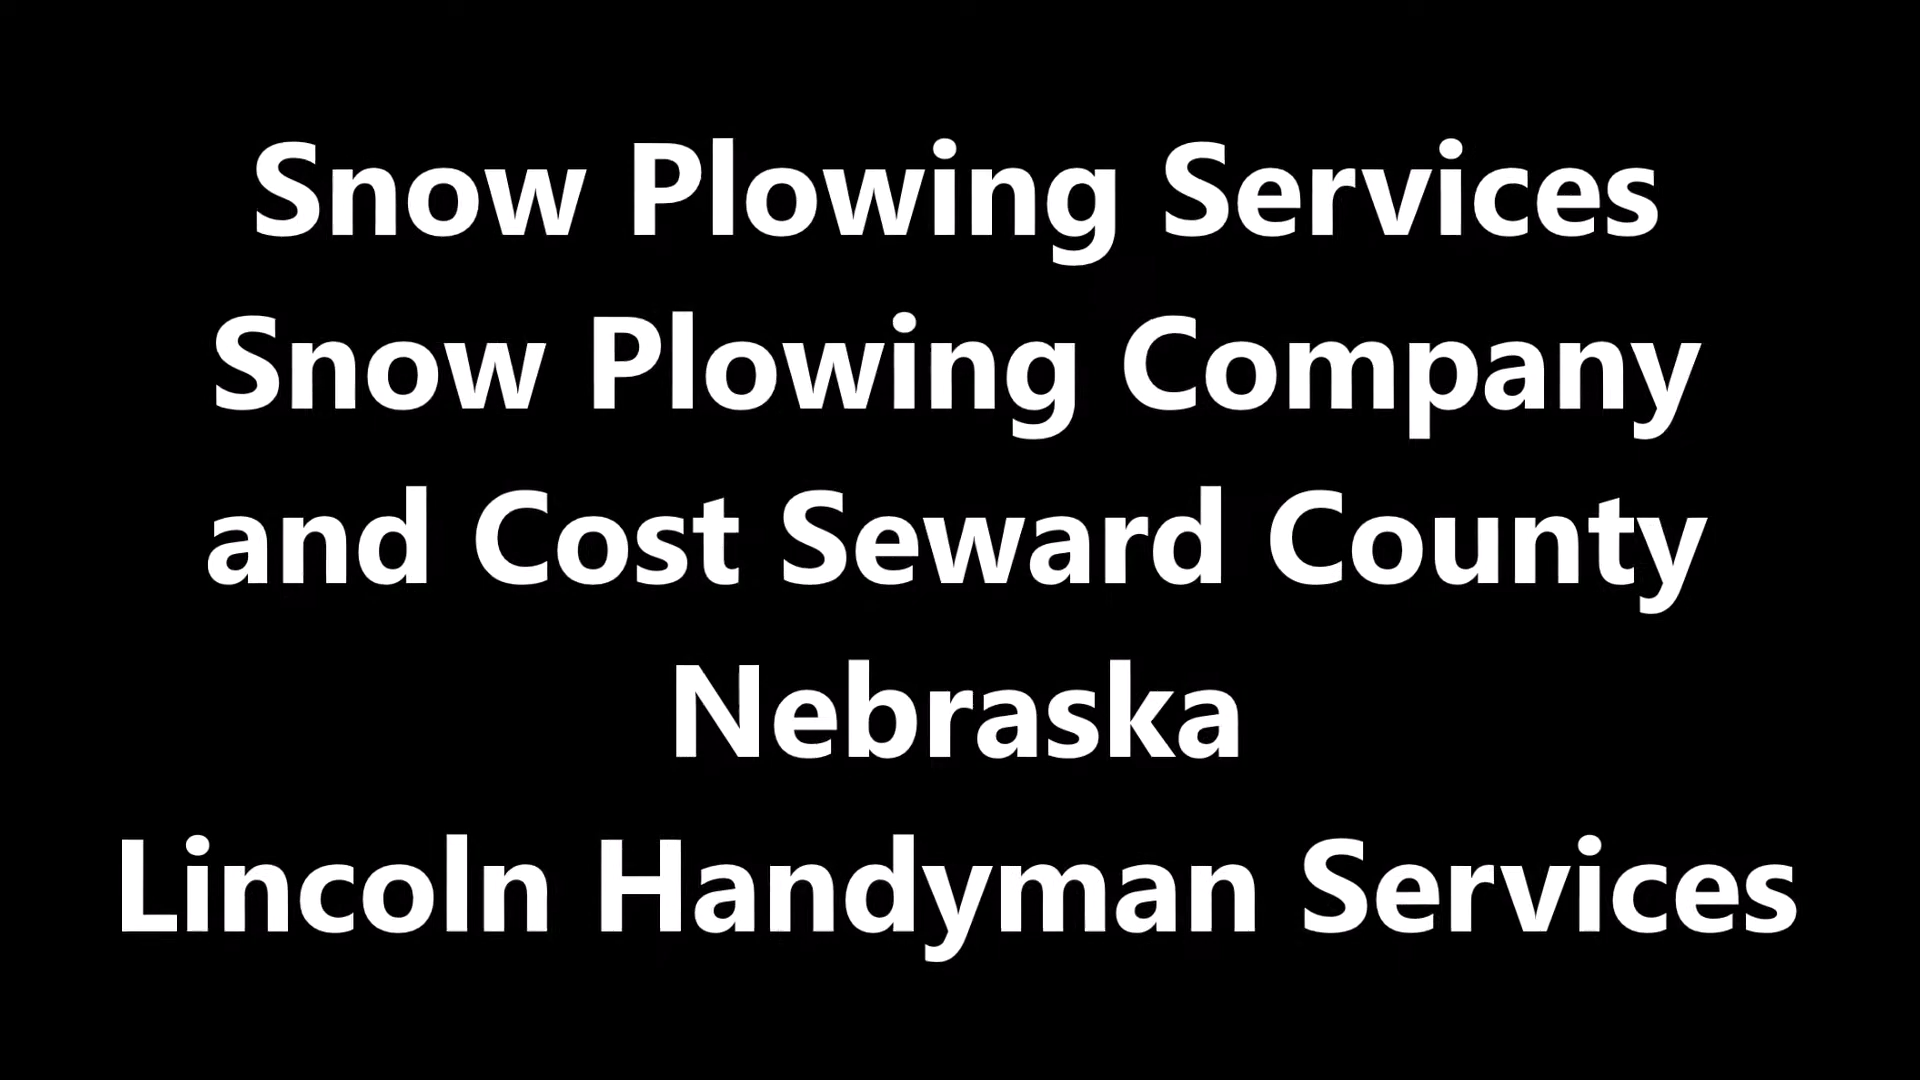 Snow Plowing Services
Snow Plowing Company
and Cost Seward County
Nebraska
Lincoln Handyman Services